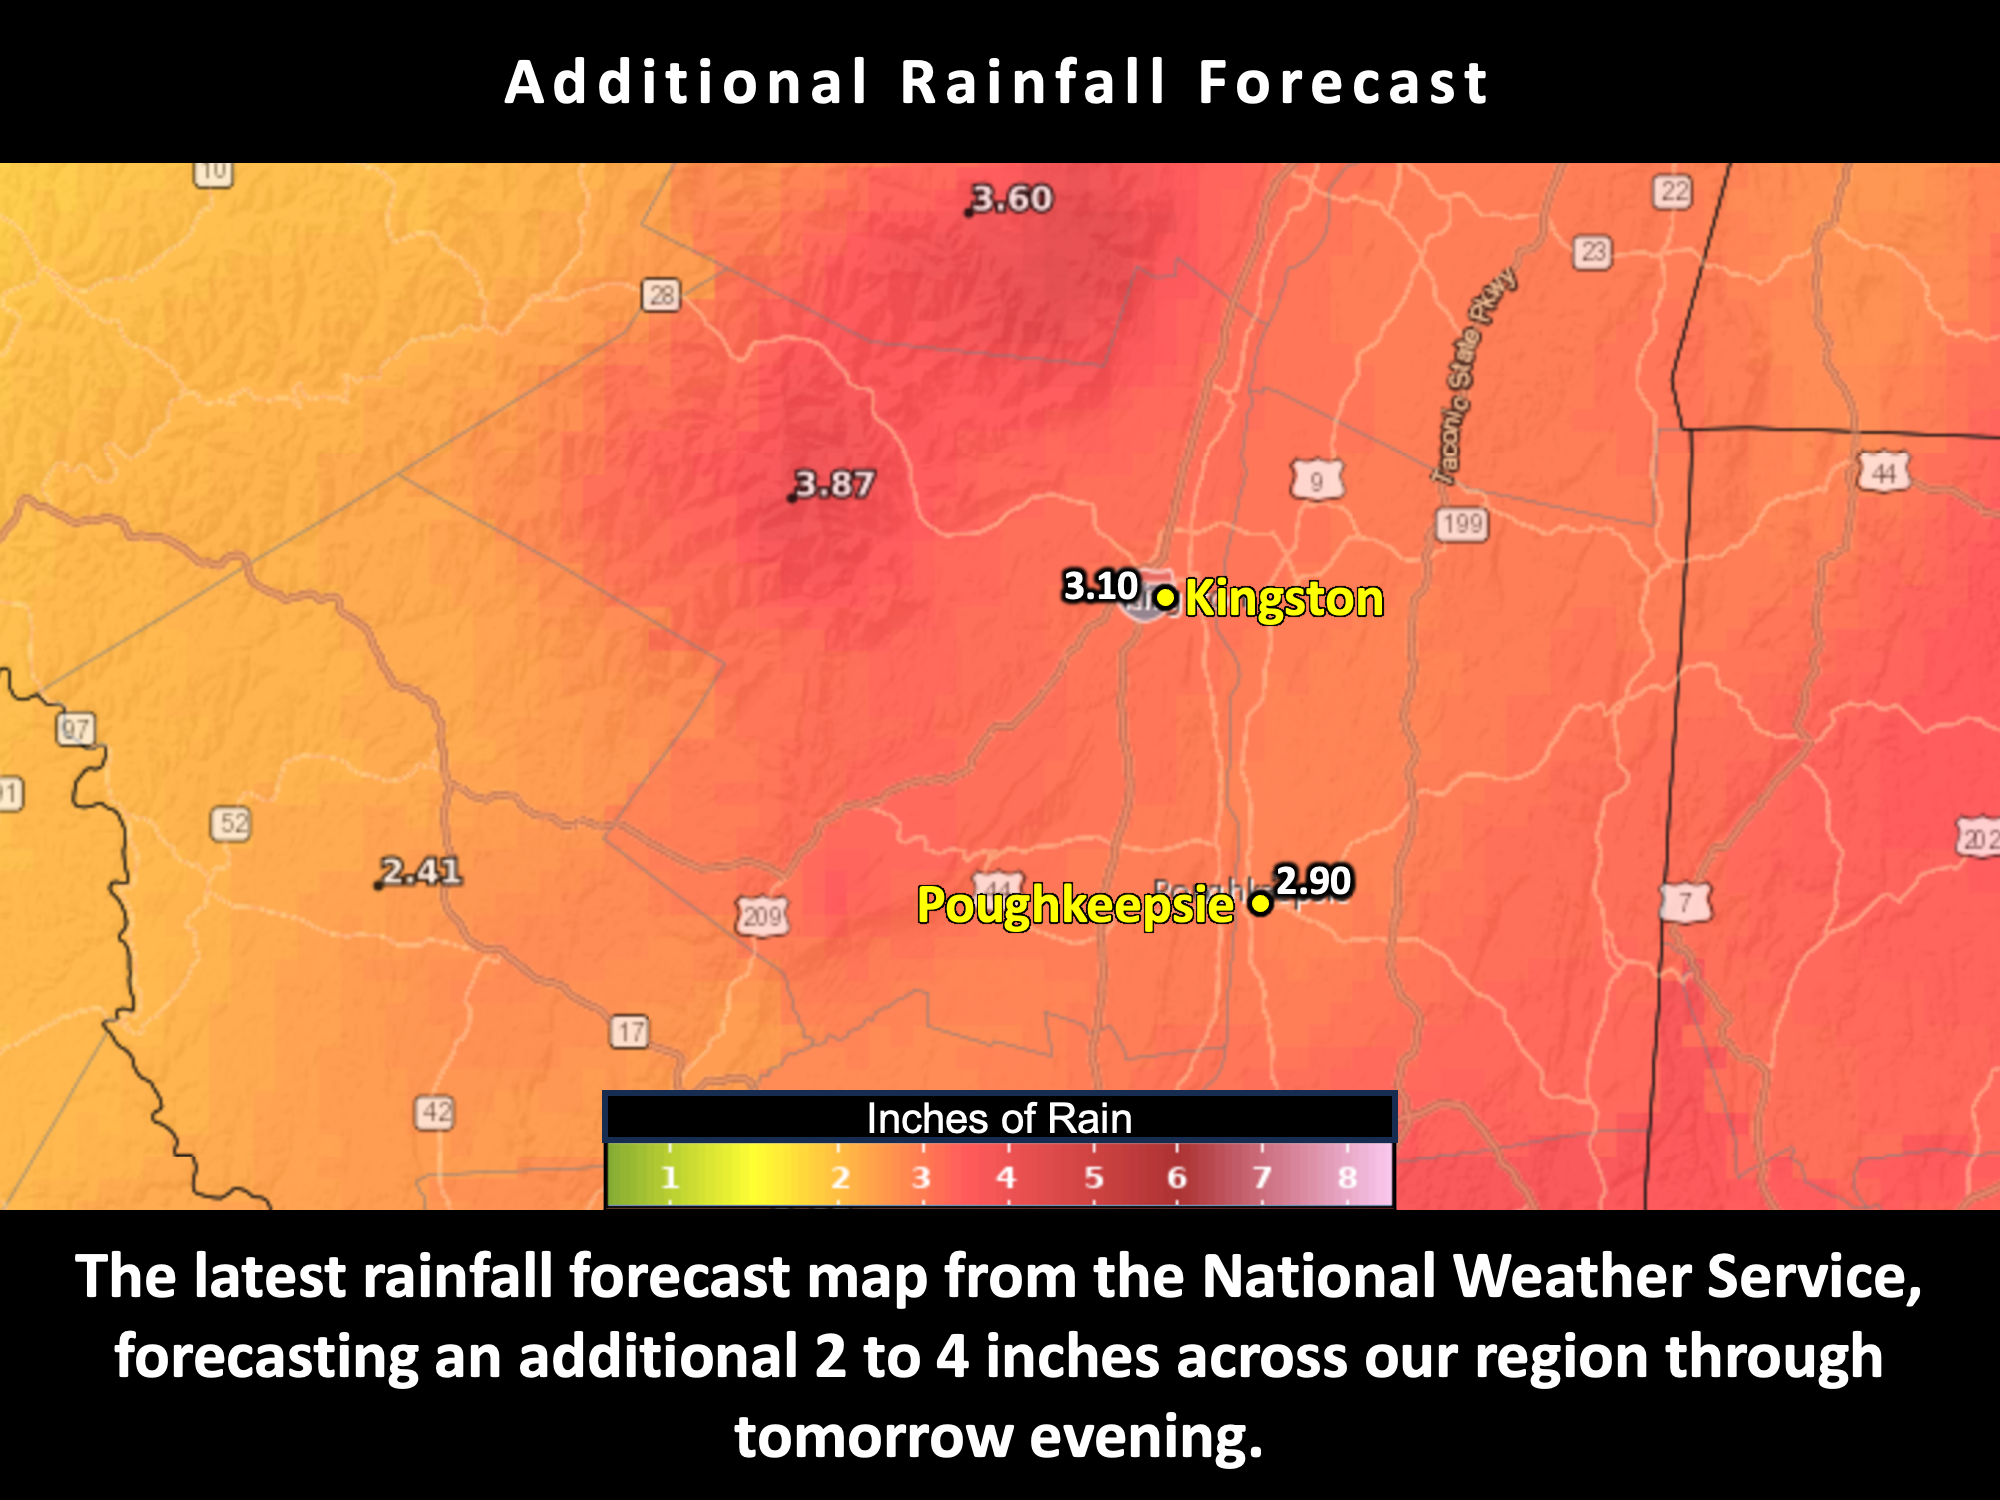 Additional Rainfall Forecast
10
3.60
22
23
28
Taconic State Pkwy
3.87
9
44
199
3.10
Kingston
97
52
2.41
209
44
Poughkeepsie
2.90
7
202
17
42
Inches of Rain
1 2 3 4 5 6 7 8
The latest rainfall forecast map from the National Weather Service,
forecasting an additional 2 to 4 inches across our region through
tomorrow evening.